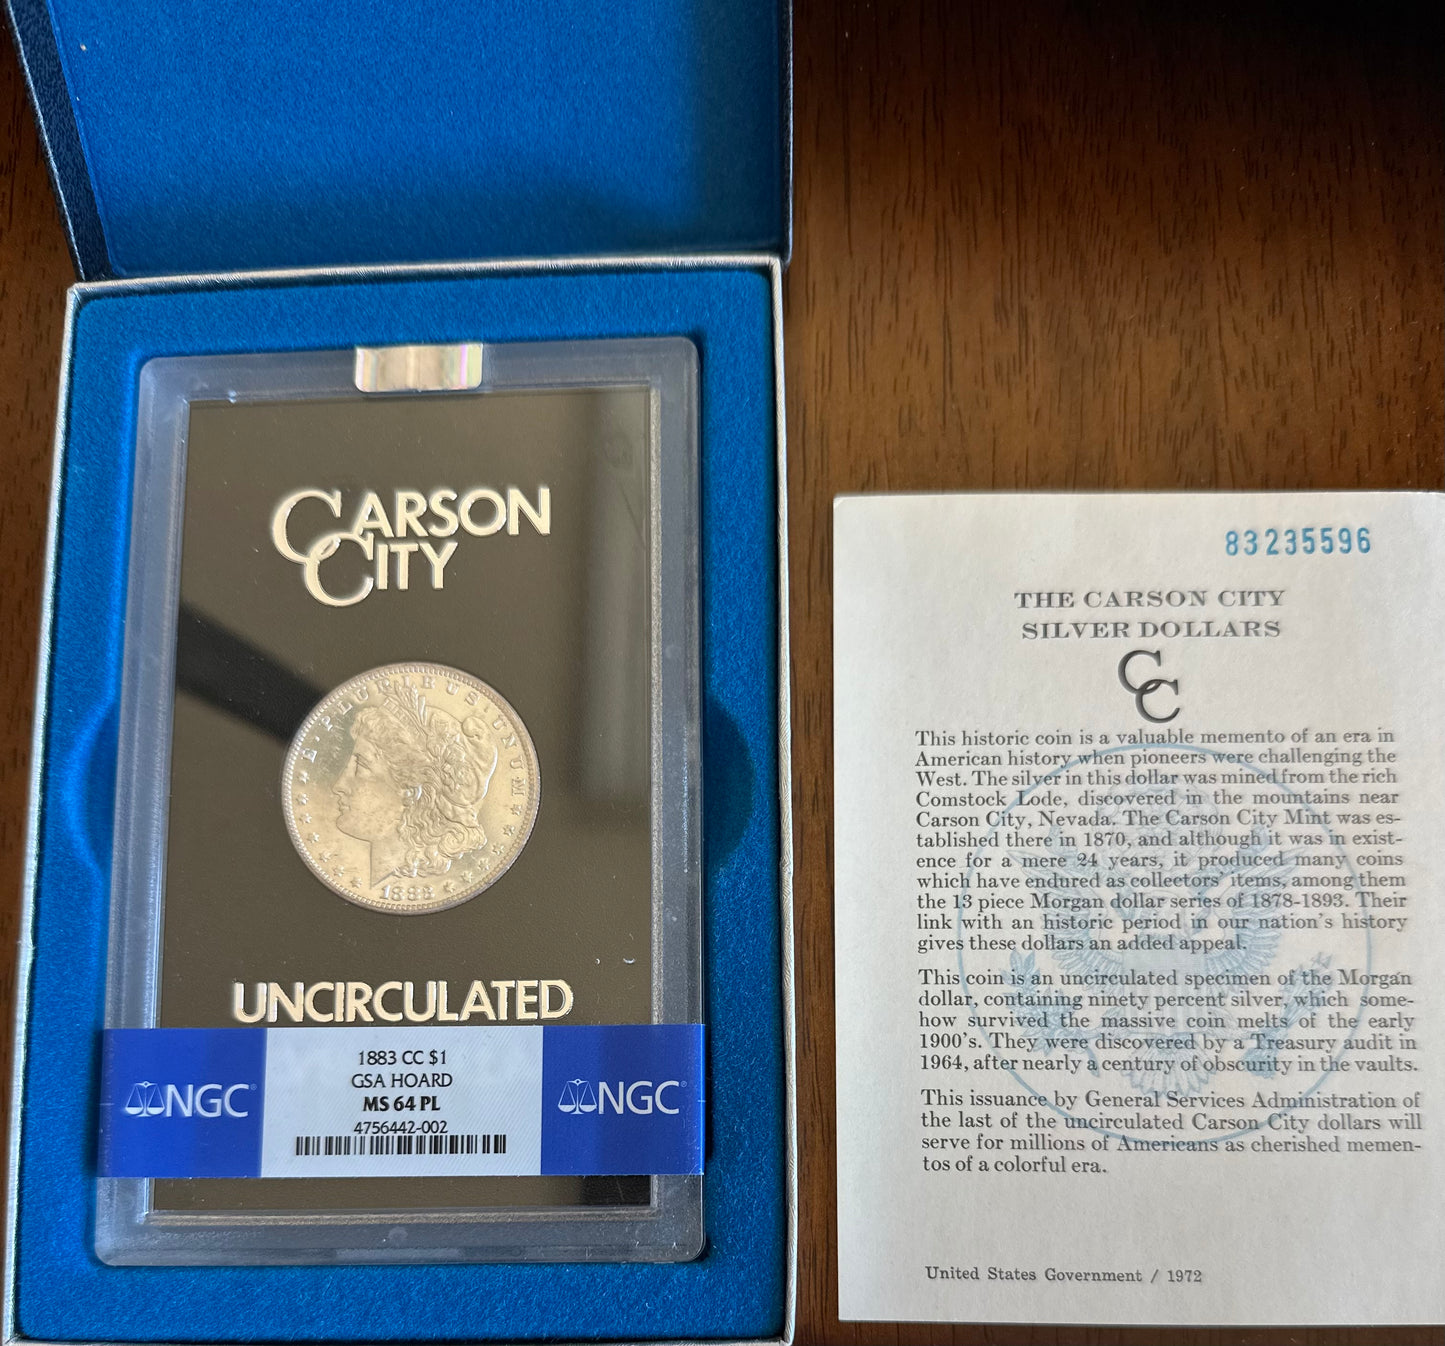 CARSON
CITY
E·PLURIBUS·UNUM
1883
UNCIRCULATED
NGC
1883 CC $1
GSA HOARD
MS 64 PL
4756442-002
NGC
83235596
THE CARSON CITY
SILVER DOLLARS
CC
This historic coin is a valuable memento of an era in
American history when pioneers were challenging the
West. The silver in this dollar was mined from the rich
Comstock Lode, discovered in the mountains near
Carson City, Nevada. The Carson City Mint was es-
tablished there in 1870, and although it was in exist-
ence for a mere 24 years, it produced many coins
which have endured as collectors' items, among them
the 13 piece Morgan dollar series of 1878-1893. Their
link with an historic period in our nation's history
gives these dollars an added appeal.
This coin is an uncirculated specimen of the Morgan
dollar, containing ninety percent silver, which some-
how survived the massive coin melts of the early
1900's. They were discovered by a Treasury audit in
1964, after nearly a century of obscurity in the vaults.
This issuance by General Services Administration of
the last of the uncirculated Carson City dollars will
serve for millions of Americans as cherished memen-
tos of a colorful era.
United States Government / 1972